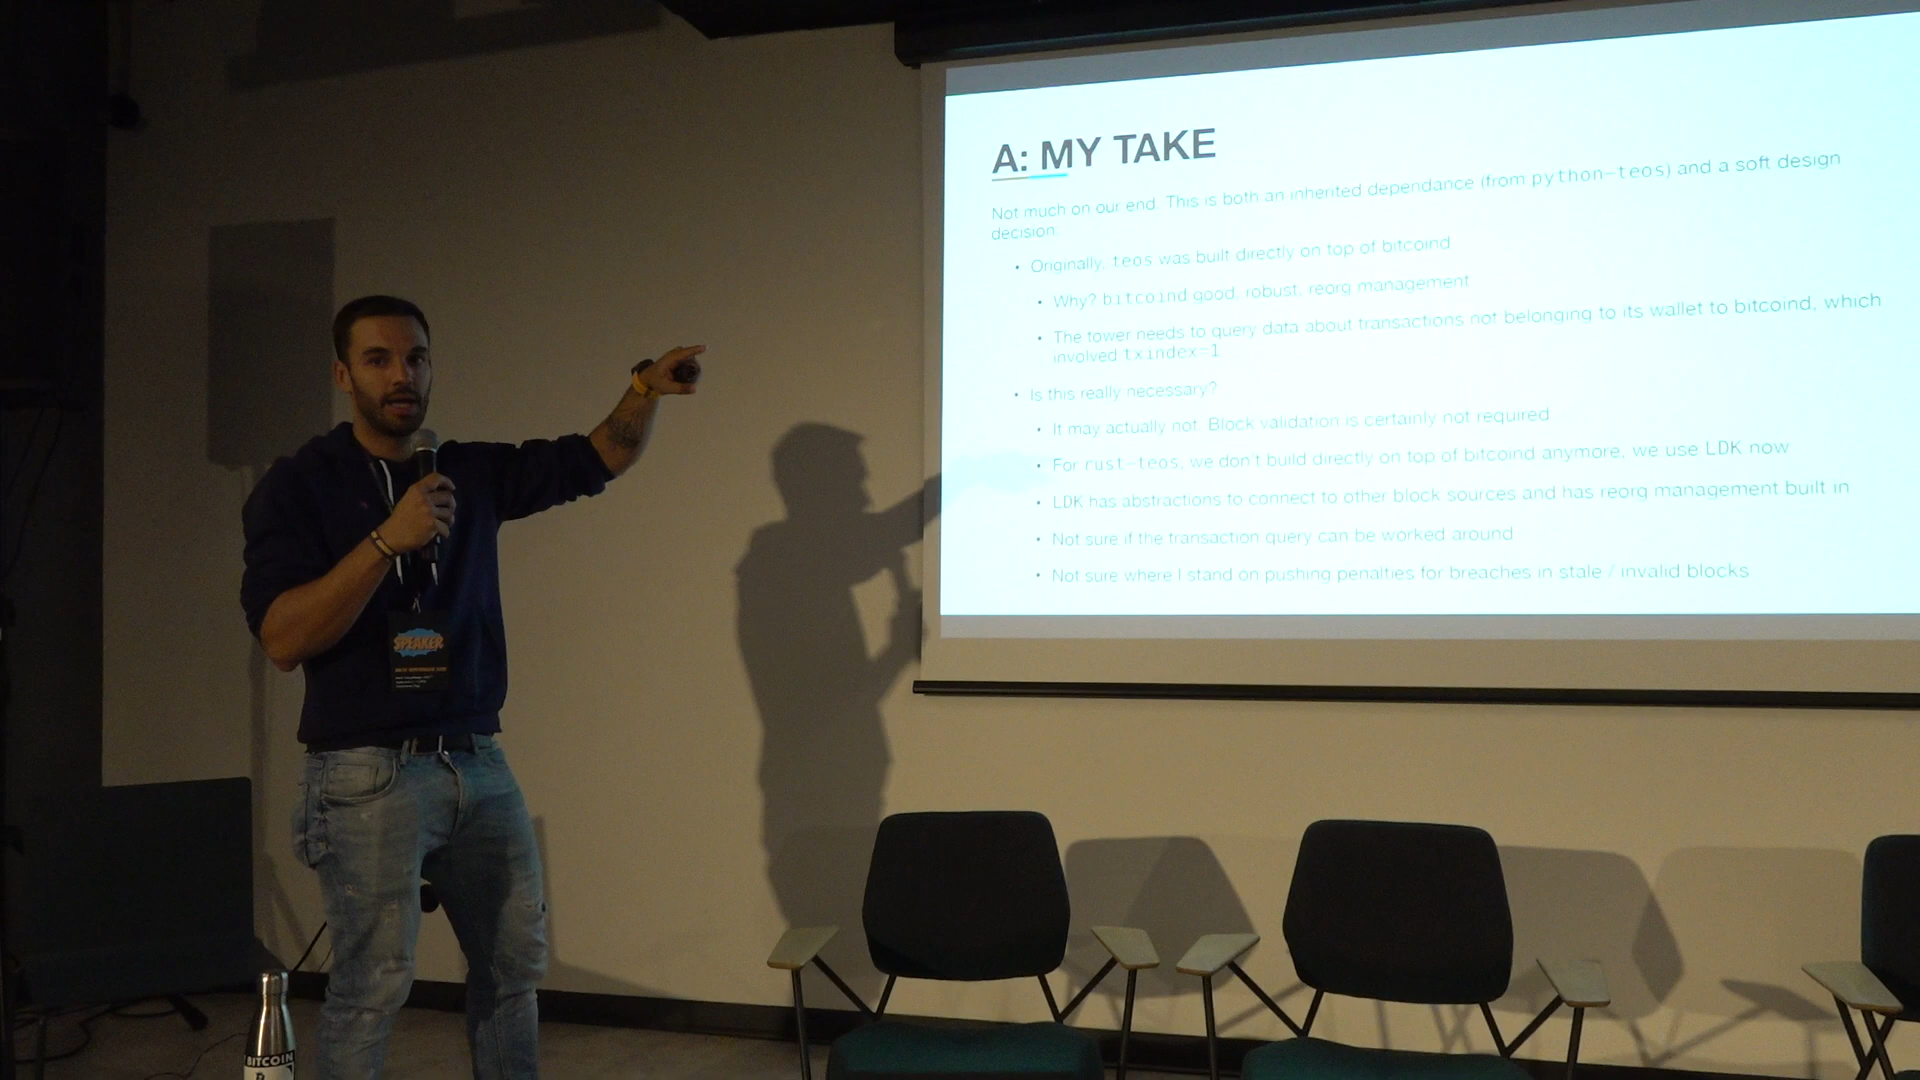 A: MY TAKE
Not much on our end. This is both an inherited dependance (from python-teos) and a soft design
decision:
• Originally, teos was built directly on top of bitcoind
• Why? bitcoind good, robust, reorg management
• The tower needs to query data about transactions not belonging to its wallet to bitcoind, which
involved txindex=1
• Is this really necessary?
• It may actually not. Block validation is certainly not required
• For rust-teos, we don't build directly on top of bitcoind anymore, we use LDK now
• LDK has abstractions to connect to other block sources and has reorg management built in
• Not sure if the transaction query can be worked around
• Not sure where I stand on pushing penalties for breaches in stale / invalid blocks
SPEAKER
BITCOIN